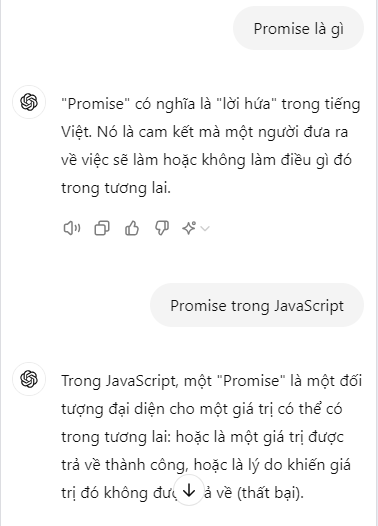 Promise là gì
"Promise" có nghĩa là "lời hứa" trong tiếng
Việt. Nó là cam kết mà một người đưa ra
về việc sẽ làm hoặc không làm điều gì đó
trong tương lai.
Promise trong JavaScript
Trong JavaScript, một "Promise" là một đối
tượng đại diện cho một giá trị có thể có
trong tương lai: hoặc là một giá trị được
trả về thành công, hoặc là lý do khiến giá
trị đó không về (thất bại).